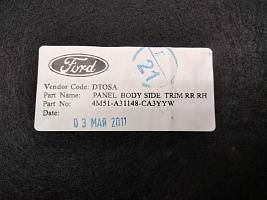 Ford
21
Vendor Code: DTOSA
Part Name: PANEL BODY SIDE TRIM RR RH
Part No: 4M51-A31148-CA3YYW
Date:
03 МАЯ 2011